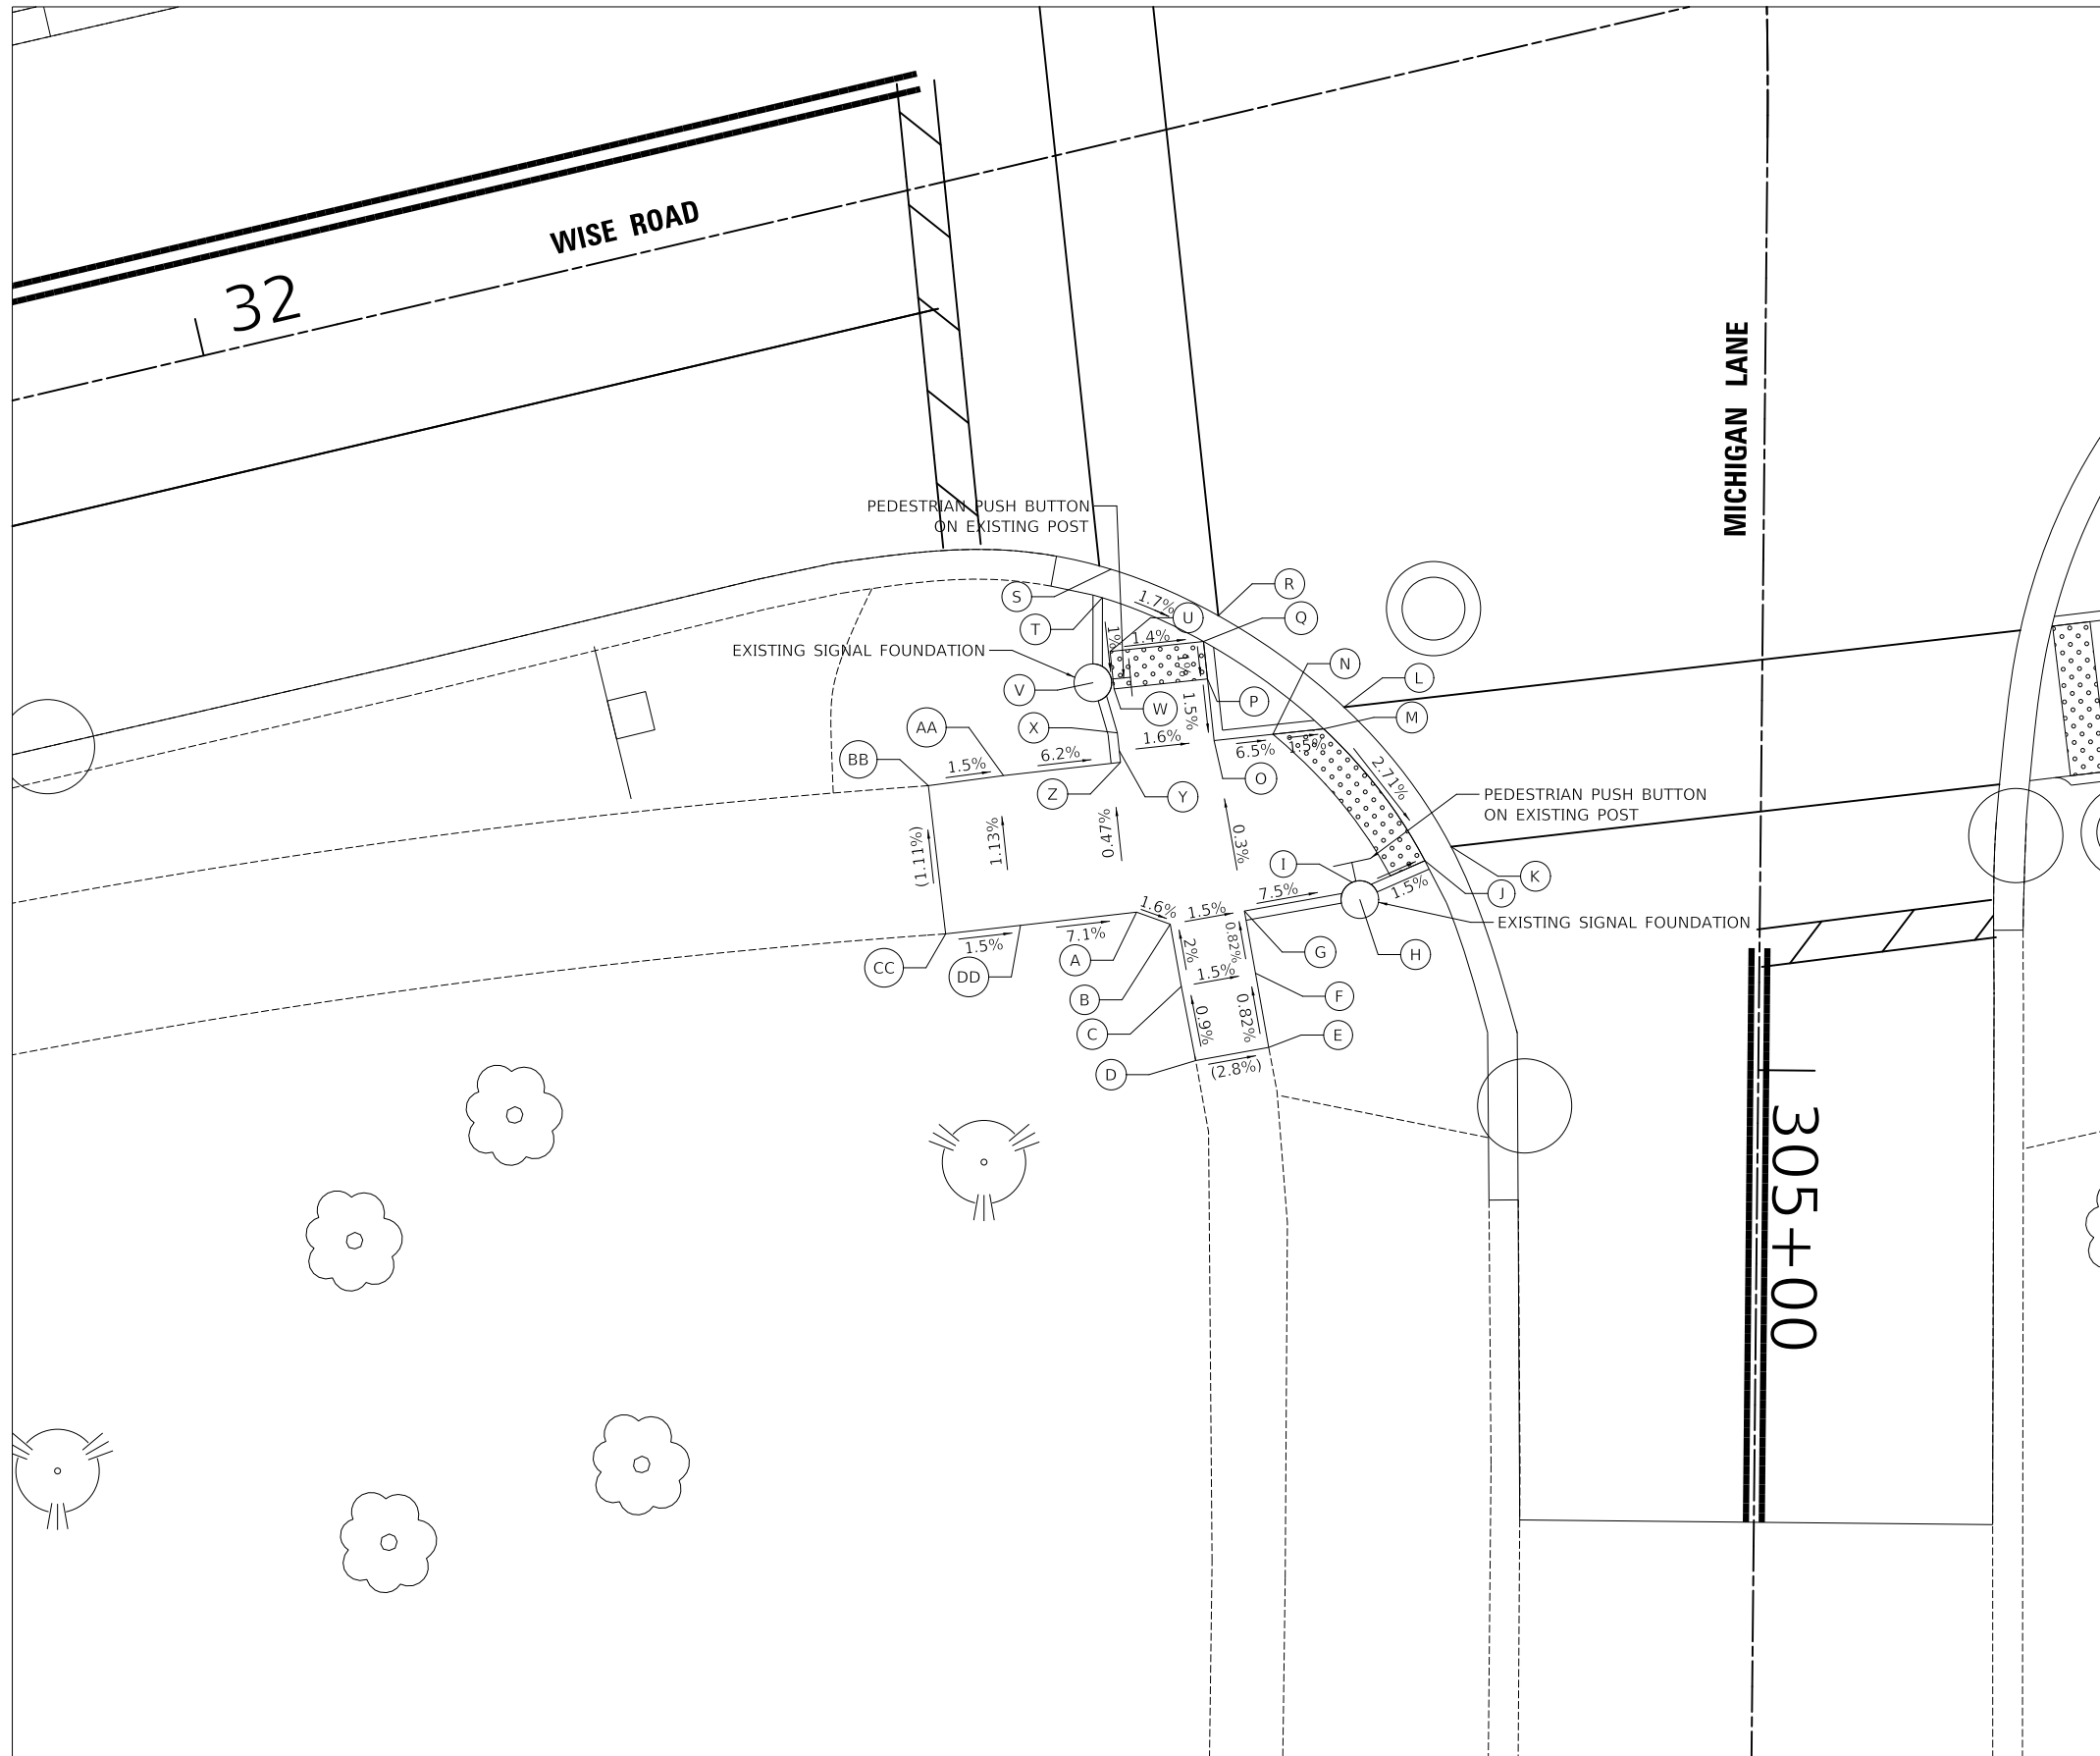 WISE ROAD
32
MICHIGAN LANE
PEDESTRIAN PUSH BUTTON
ON EXISTING POST
S
R
1.7%
U
Q
T
1%
1.4%
EXISTING SIGNAL FOUNDATION
1%
N
L
V
W
1.5%
P
M
AA
X
1.6%
6.5%
1.5%
BB
1.5%
6.2%
O
2.71%
Z
Y
PEDESTRIAN PUSH BUTTON
ON EXISTING POST
(1.11%)
1.13%
0.47%
0.3%
I
K
7.5%
1.5%
J
1.6%
1.5%
EXISTING SIGNAL FOUNDATION
1.5%
7.1%
2%
0.82%
G
H
CC
DD
A
1.5%
B
F
C
0.9%
0.82%
E
D
(2.8%)
305+00